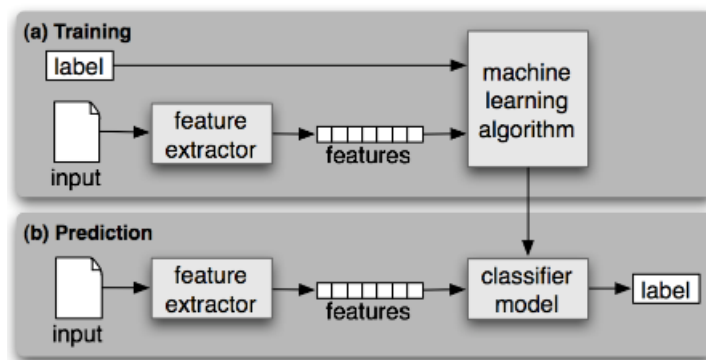 (a) Training
label
machine
learning
algorithm
feature
extractor
features
input
(b) Prediction
feature
extractor
features
classifier
model
label
input